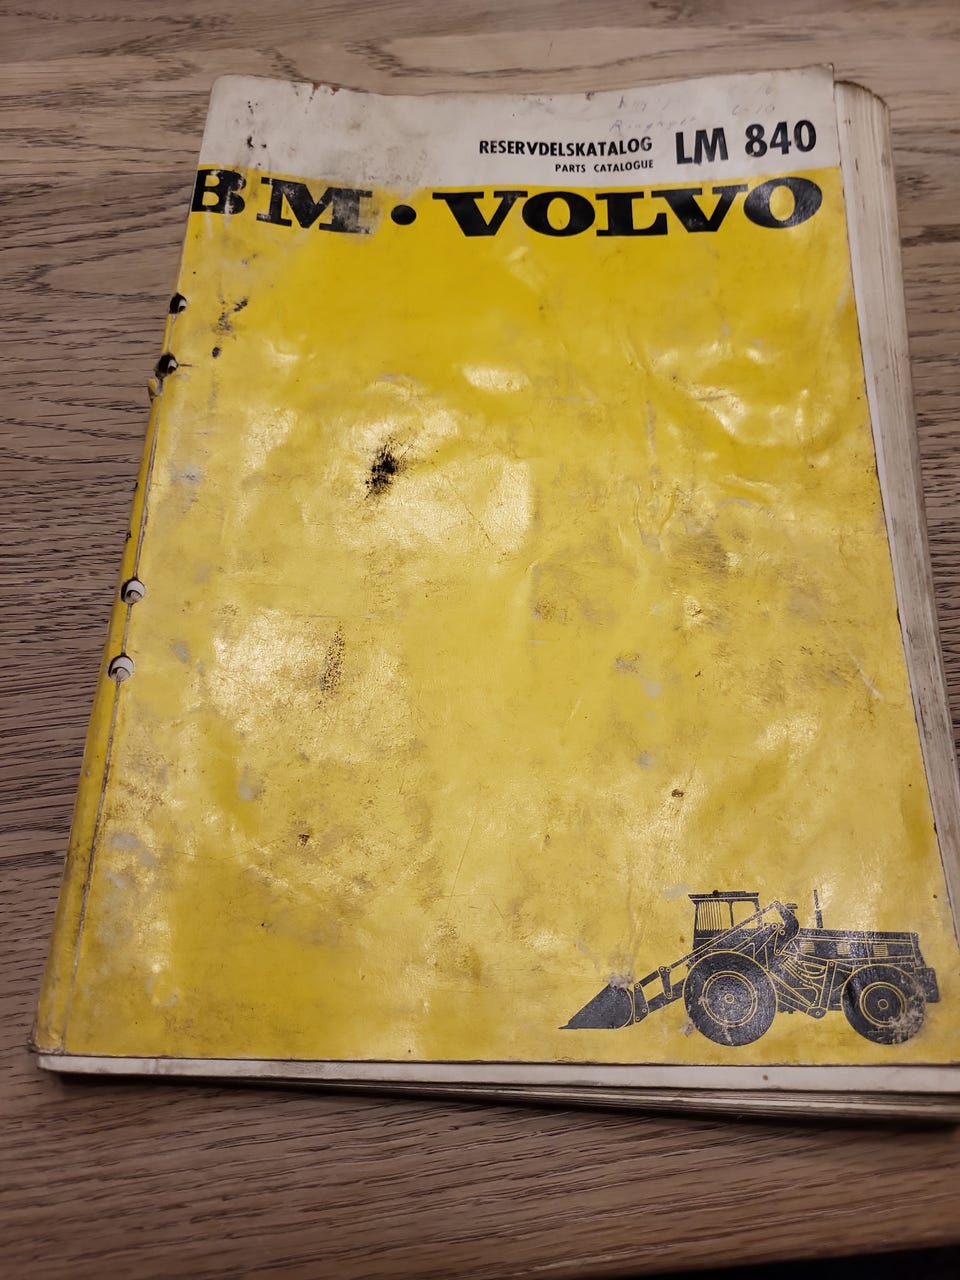 RESERVDELSKATALOG LM 840
PARTS CATALOGUE
BM · VOLVO